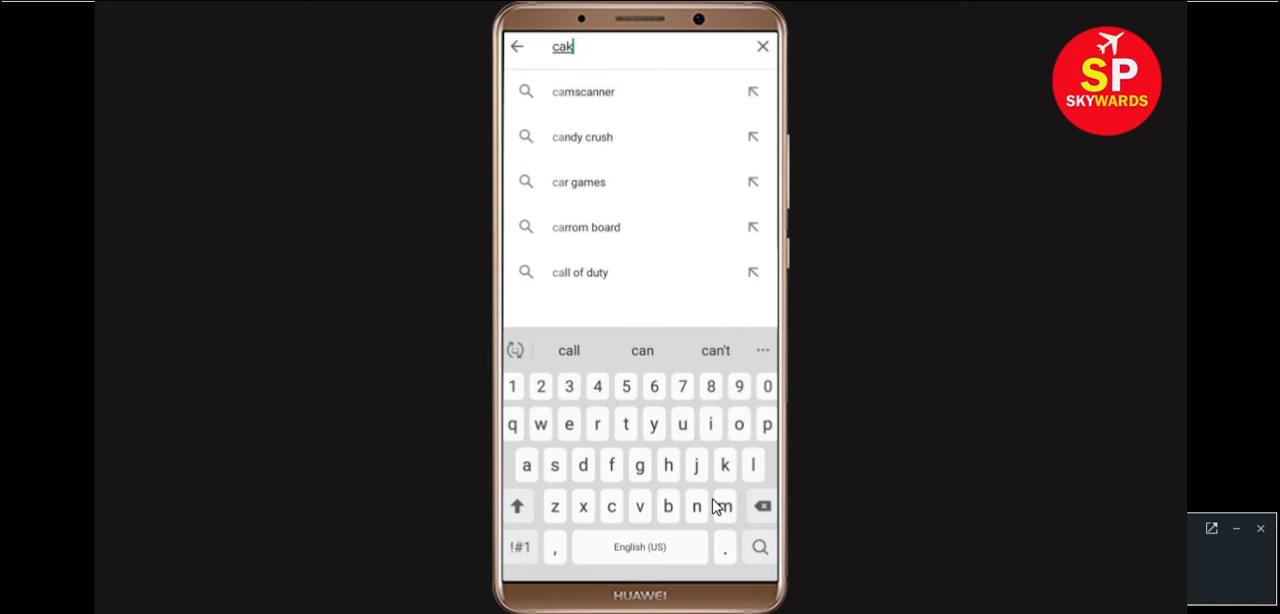 cak
camscanner
candy crush
car games
carrom board
call of duty
call can can't
1 2 3 4 5 6 7 8 9 0
q w e r t y u i o p
a s d f g h j k l
z x c v b n m
!#1 , English (US) .
HUAWEI
SP
SKYWARDS